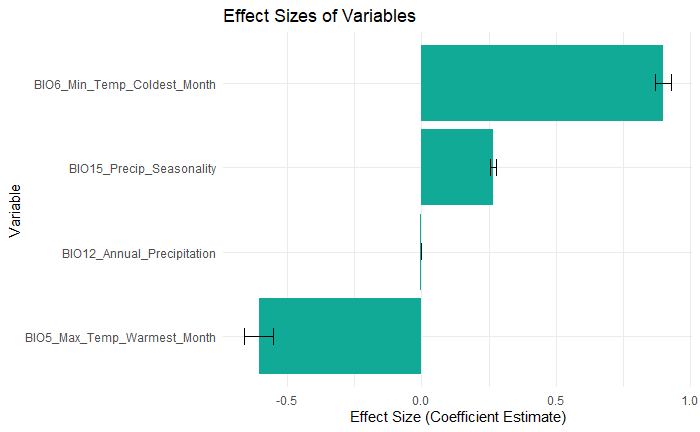 Effect Sizes of Variables
BIO6_Min_Temp_Coldest_Month
BIO15_Precip_Seasonality
BIO12_Annual_Precipitation
BIO5_Max_Temp_Warmest_Month
Variable
-0.5 0.0 0.5 1.0
Effect Size (Coefficient Estimate)